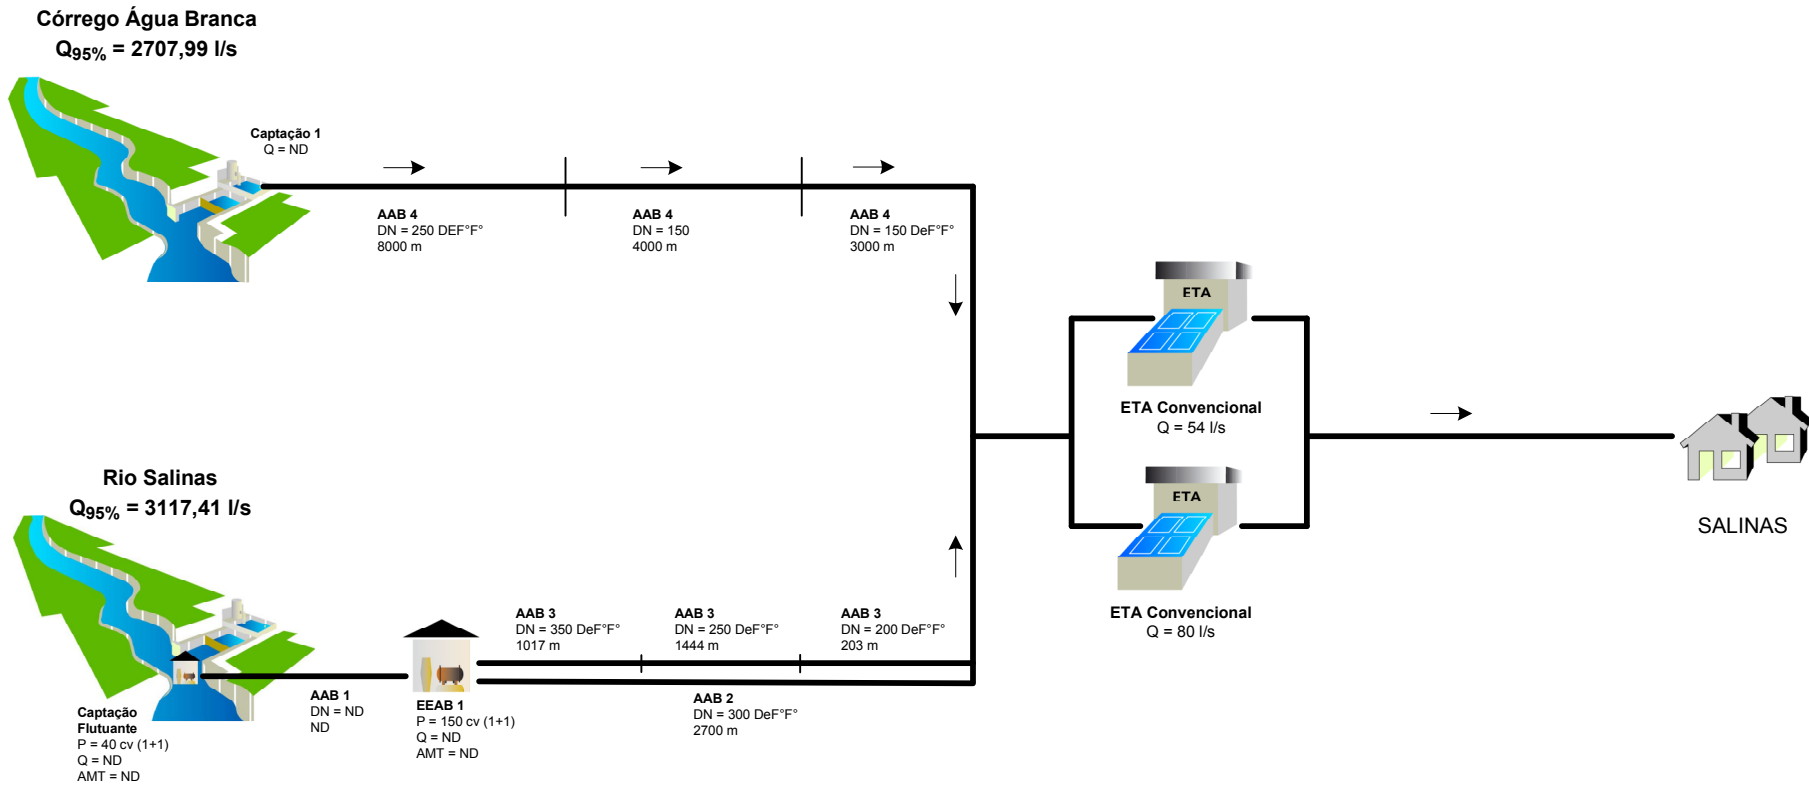 Córrego Água Branca
Q95% = 2707,99 l/s
Captação 1
Q = ND
AAB 4
DN = 250 DEF°F°
8000 m
AAB 4
DN = 150
4000 m
AAB 4
DN = 150 DeF°F°
3000 m
ETA
ETA Convencional
Q = 54 l/s
ETA
ETA Convencional
Q = 80 l/s
SALINAS
Rio Salinas
Q95% = 3117,41 l/s
Captação
Flutuante
P = 40 cv (1+1)
Q = ND
AMT = ND
AAB 1
DN = ND
ND
EEAB 1
P = 150 cv (1+1)
Q = ND
AMT = ND
AAB 3
DN = 350 DeF°F°
1017 m
AAB 3
DN = 250 DeF°F°
1444 m
AAB 3
DN = 200 DeF°F°
203 m
AAB 2
DN = 300 DeF°F°
2700 m